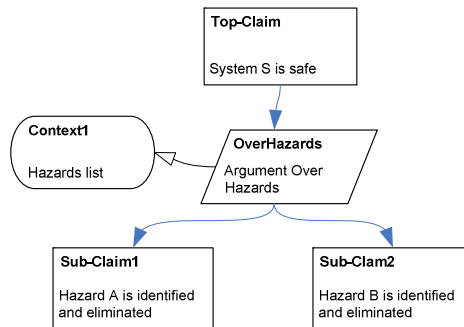 Top-Claim
System S is safe
Context1
Hazards list
OverHazards
Argument Over
Hazards
Sub-Claim1
Hazard A is identified
and eliminated
Sub-Clam2
Hazard B is identified
and eliminated